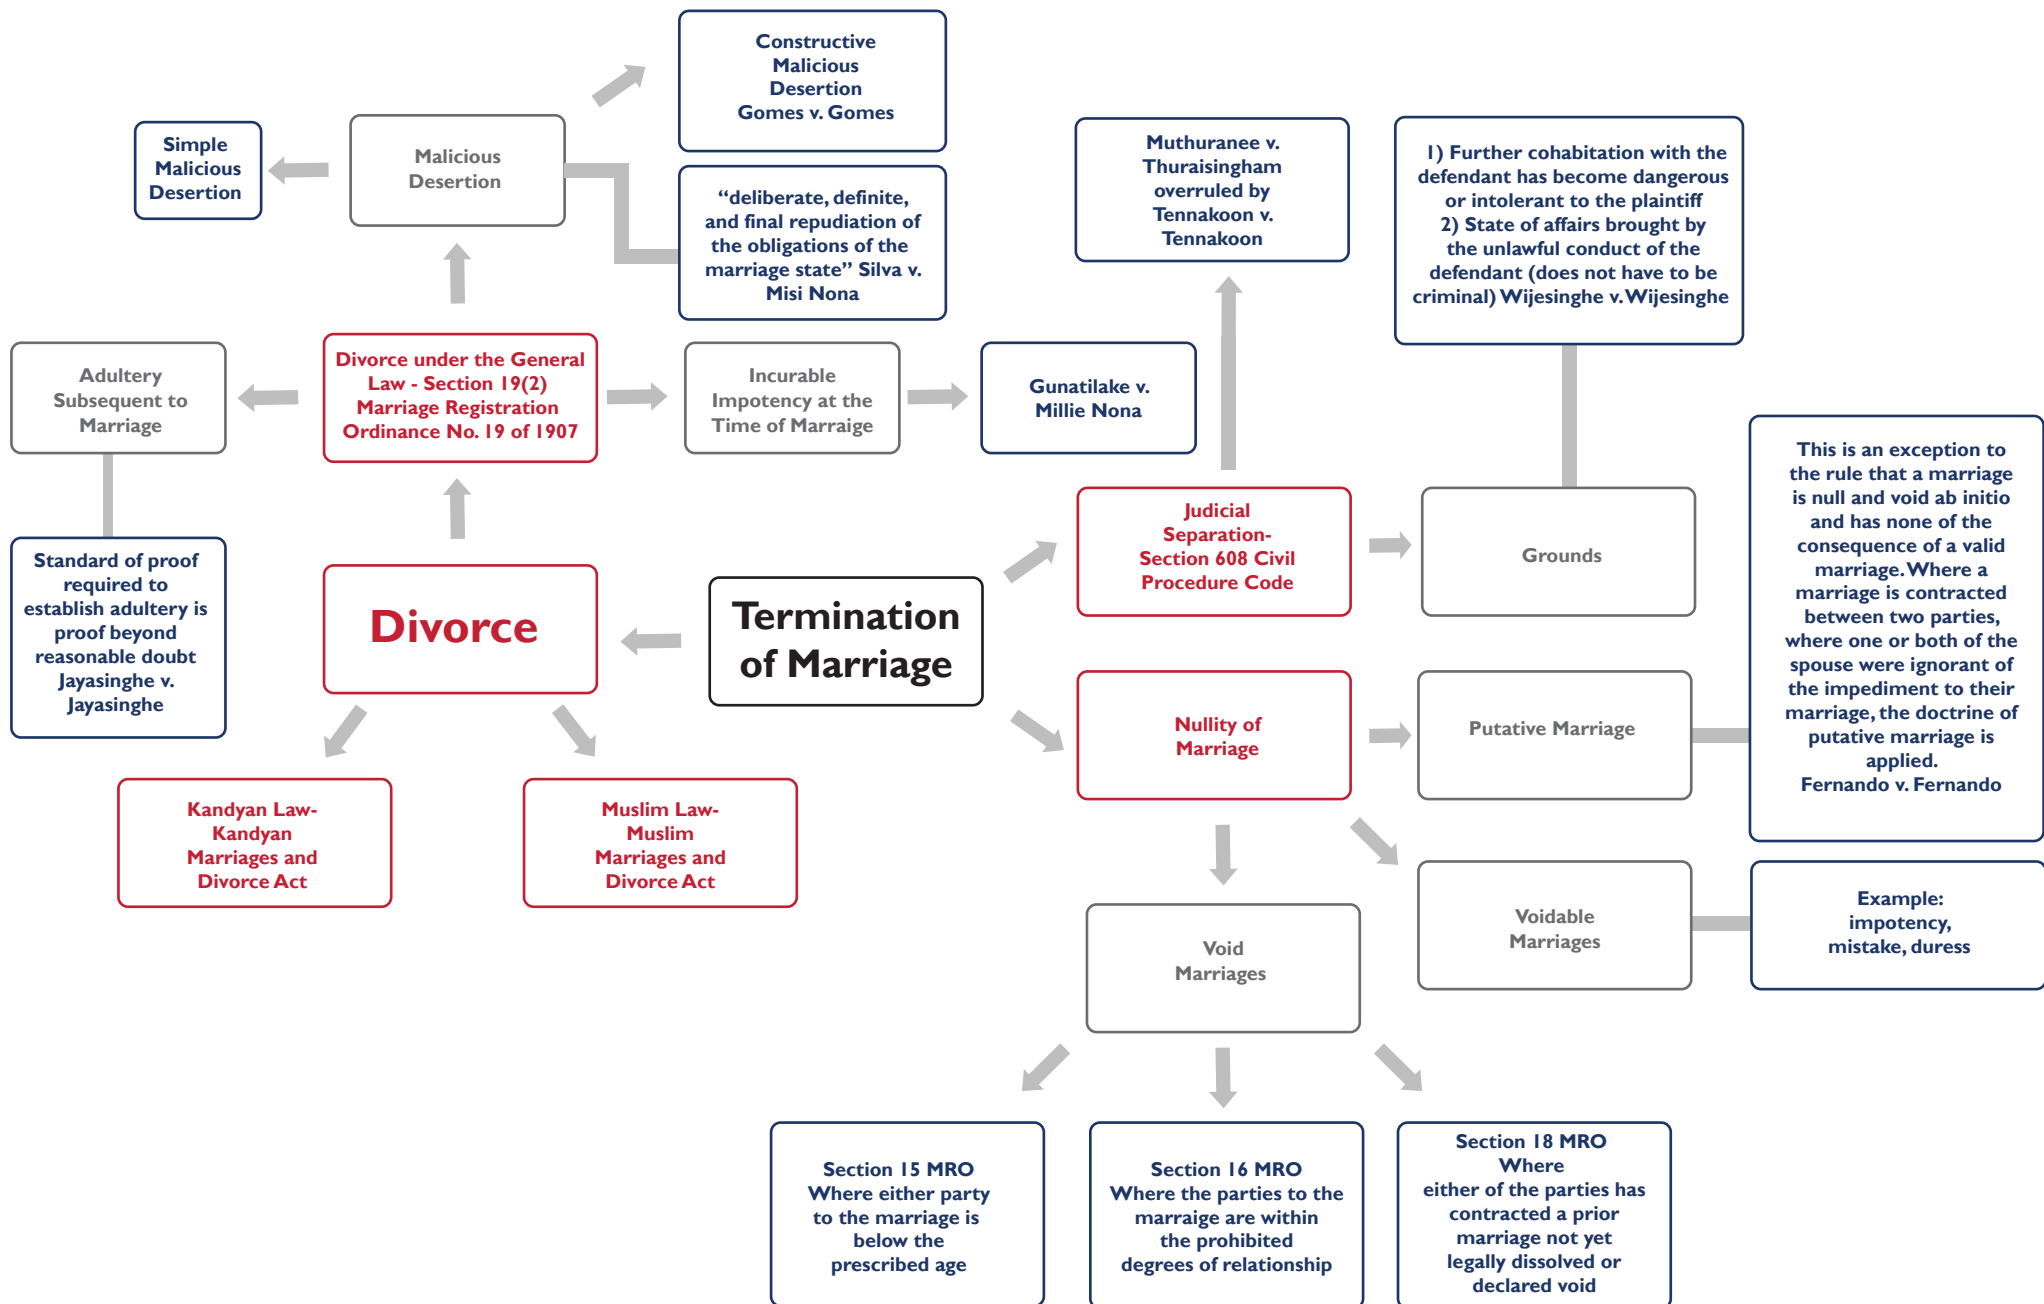 Constructive
Malicious
Desertion
Gomes v. Gomes
Simple
Malicious
Desertion
Malicious
Desertion
“deliberate, definite,
and final repudiation of
the obligations of the
marriage state” Silva v.
Misi Nona
Muthuranee v.
Thuraisingham
overruled by
Tennakoon v.
Tennakoon
1) Further cohabitation with the
defendant has become dangerous
or intolerant to the plaintiff
2) State of affairs brought by
the unlawful conduct of the
defendant (does not have to be
criminal) Wijesinghe v. Wijesinghe
Adultery
Subsequent to
Marriage
Divorce under the General
Law - Section 19(2)
Marriage Registration
Ordinance No. 19 of 1907
Incurable
Impotency at the
Time of Marraige
Gunatilake v.
Millie Nona
This is an exception to
the rule that a marriage
is null and void ab initio
and has none of the
consequence of a valid
marriage. Where a
marriage is contracted
between two parties,
where one or both of the
spouse were ignorant of
the impediment to their
marriage, the doctrine of
putative marriage is
applied.
Fernando v. Fernando
Standard of proof
required to
establish adultery is
proof beyond
reasonable doubt
Jayasinghe v.
Jayasinghe
Divorce
Termination
of Marriage
Judicial
Separation-
Section 608 Civil
Procedure Code
Grounds
Nullity of
Marriage
Putative Marriage
Kandyan Law-
Kandyan
Marriages and
Divorce Act
Muslim Law-
Muslim
Marriages and
Divorce Act
Void
Marriages
Voidable
Marriages
Example:
impotency,
mistake, duress
Section 15 MRO
Where either party
to the marriage is
below the
prescribed age
Section 16 MRO
Where the parties to the
marraige are within
the prohibited
degrees of relationship
Section 18 MRO
Where
either of the parties has
contracted a prior
marriage not yet
legally dissolved or
declared void